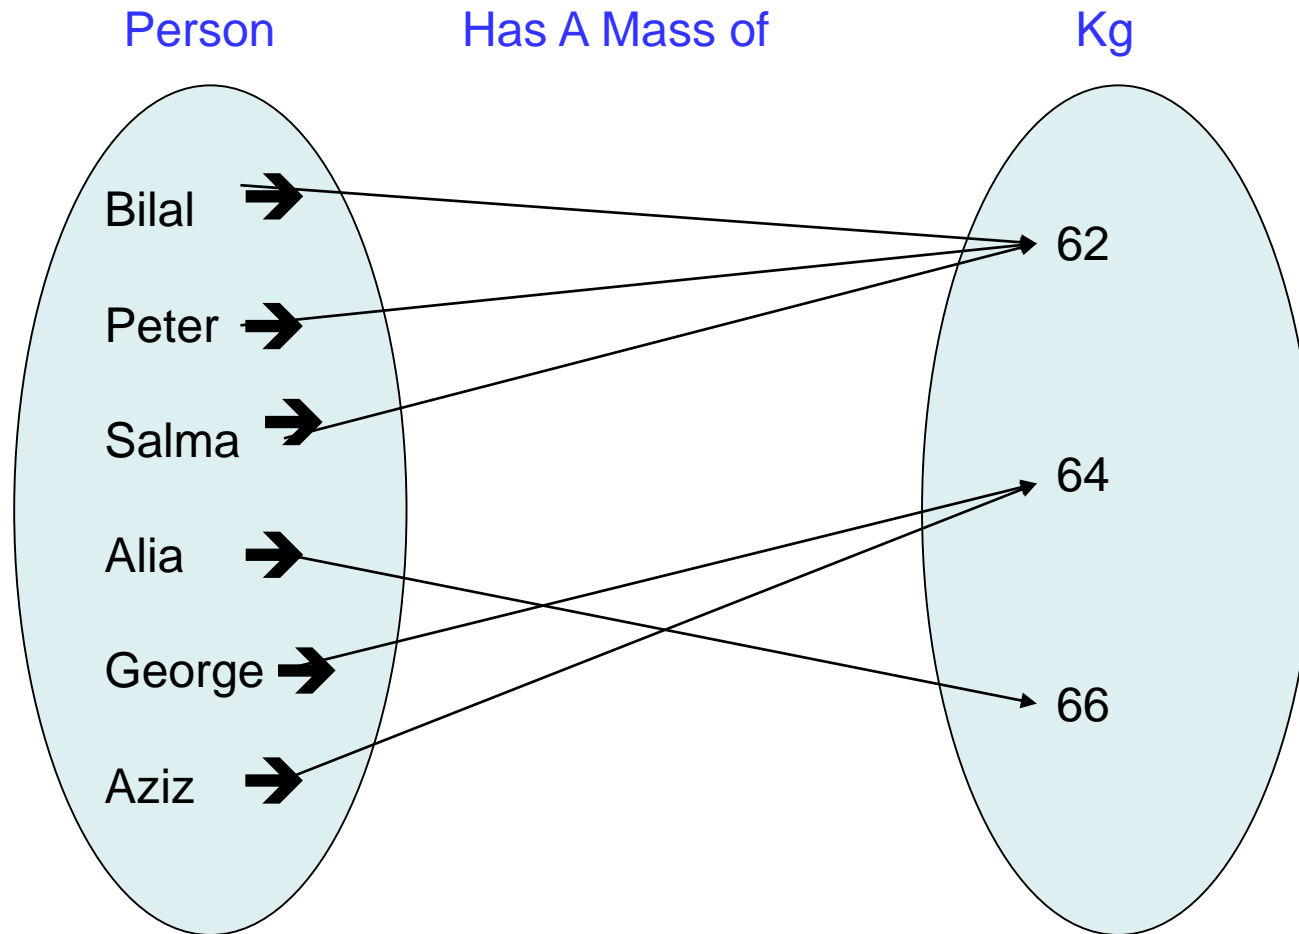 Person Has A Mass of Kg
Bilal
Peter
Salma
Alia
George
Aziz
62
64
66